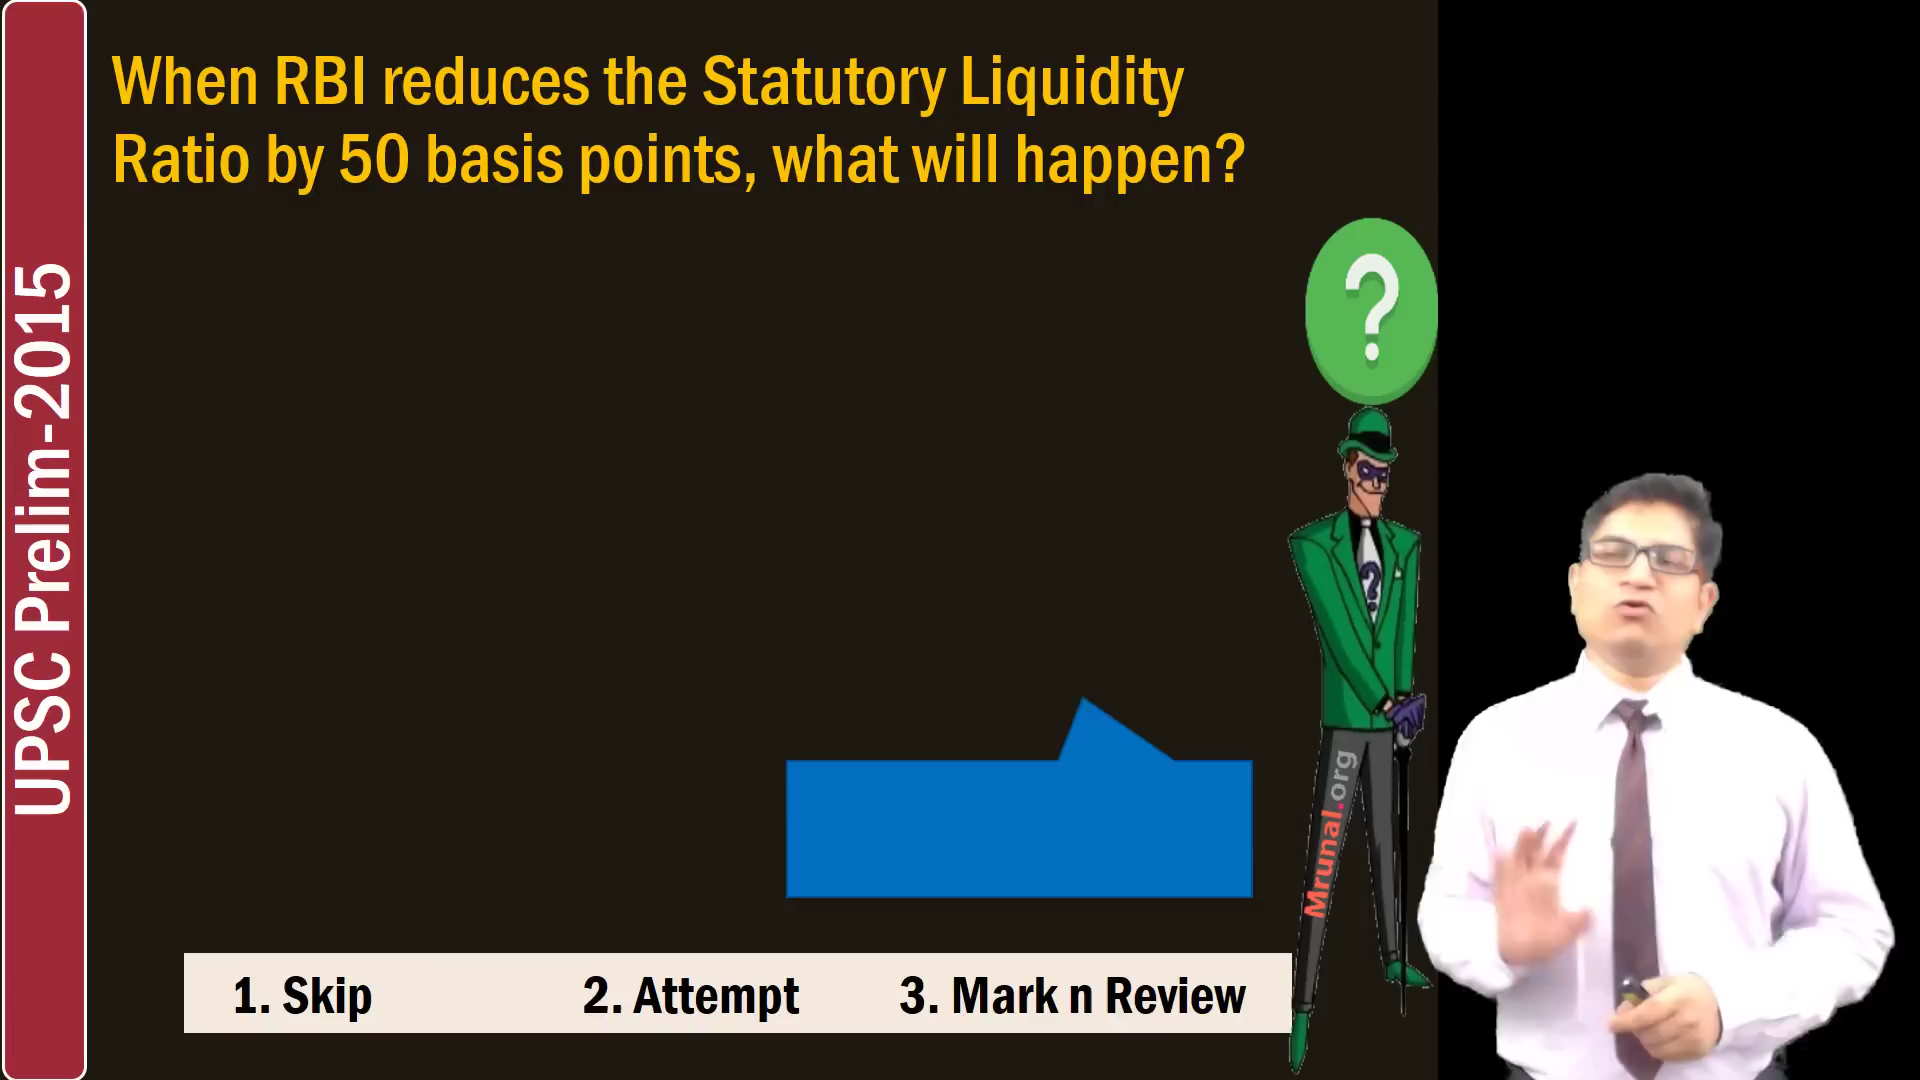 When RBI reduces the Statutory Liquidity
Ratio by 50 basis points, what will happen?
UPSC Prelim-2015
?
?
Mrunal.org
1. Skip 2. Attempt 3. Mark n Review